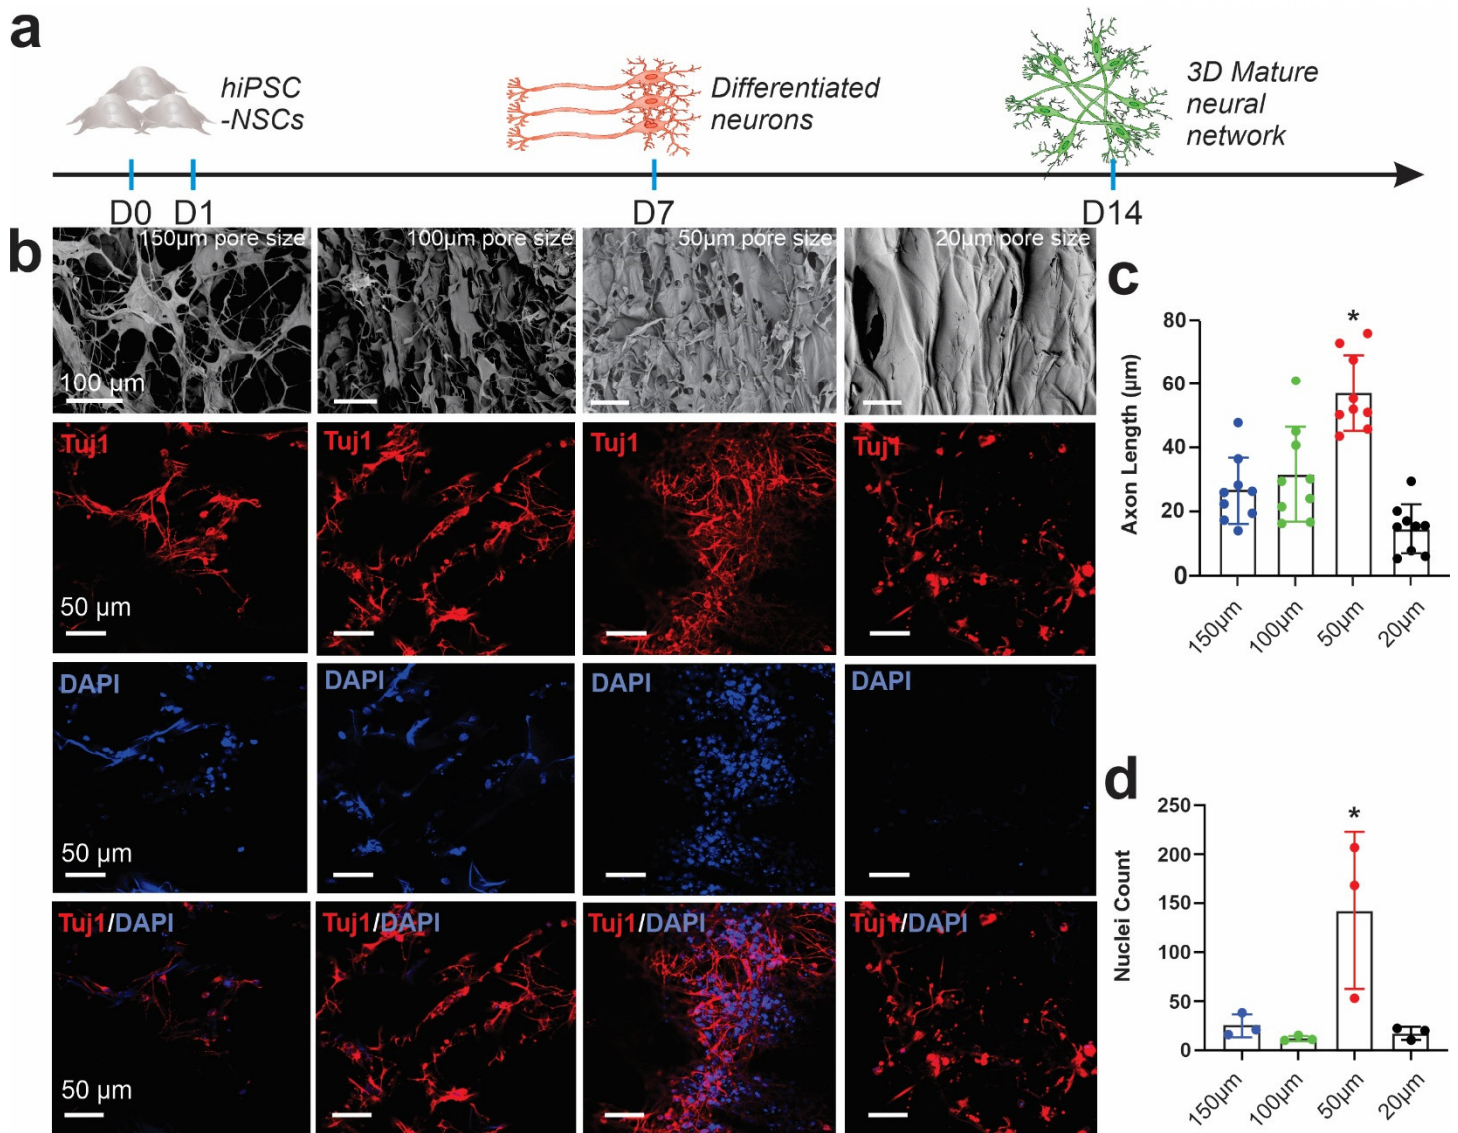 a
hiPSC
-NSCs
Differentiated
neurons
3D Mature
neural
network
D0 D1 D7 D14
b
150µm pore size 100µm pore size 50µm pore size 20µm pore size
100 µm
Tuj1 Tuj1 Tuj1 Tuj1
50 µm
DAPI DAPI DAPI DAPI
50 µm
Tuj1/DAPI Tuj1/DAPI Tuj1/DAPI Tuj1/DAPI
50 µm
c
Axon Length (µm)
80
60
40
20
0
*
150µm 100µm 50µm 20µm
d
Nuclei Count
250
200
150
100
50
0
*
150µm 100µm 50µm 20µm